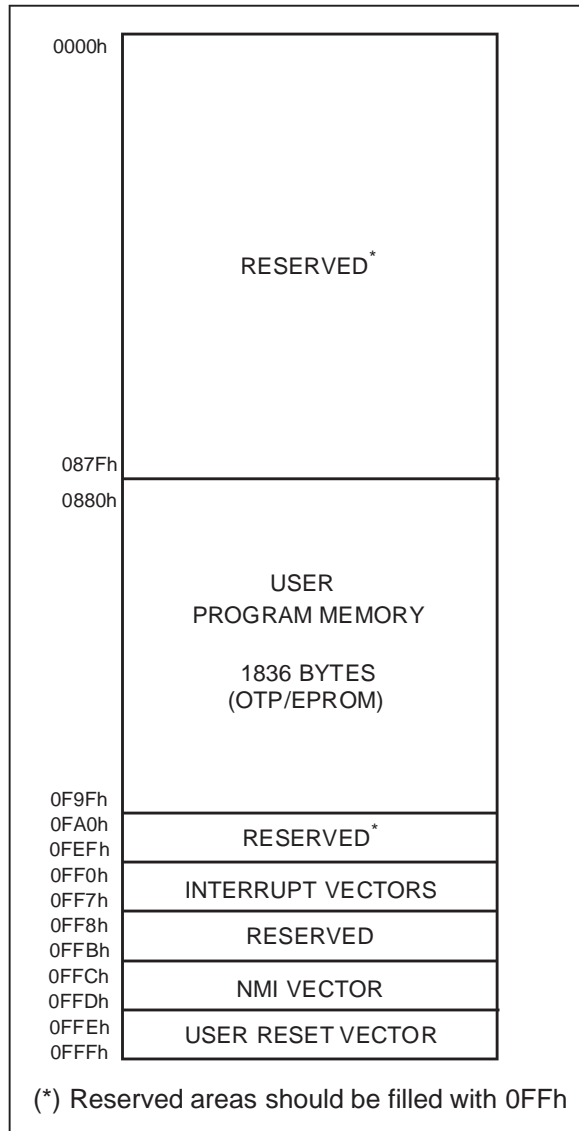 0000h
RESERVED*
087Fh
0880h
USER
PROGRAM MEMORY
1836 BYTES
(OTP/EPROM)
0F9Fh
0FA0h
RESERVED*
0FEFh
0FF0h
INTERRUPT VECTORS
0FF7h
0FF8h
RESERVED
0FFBh
0FFCh
NMI VECTOR
0FFDh
0FFEh
USER RESET VECTOR
0FFFh
(*) Reserved areas should be filled with 0FFh